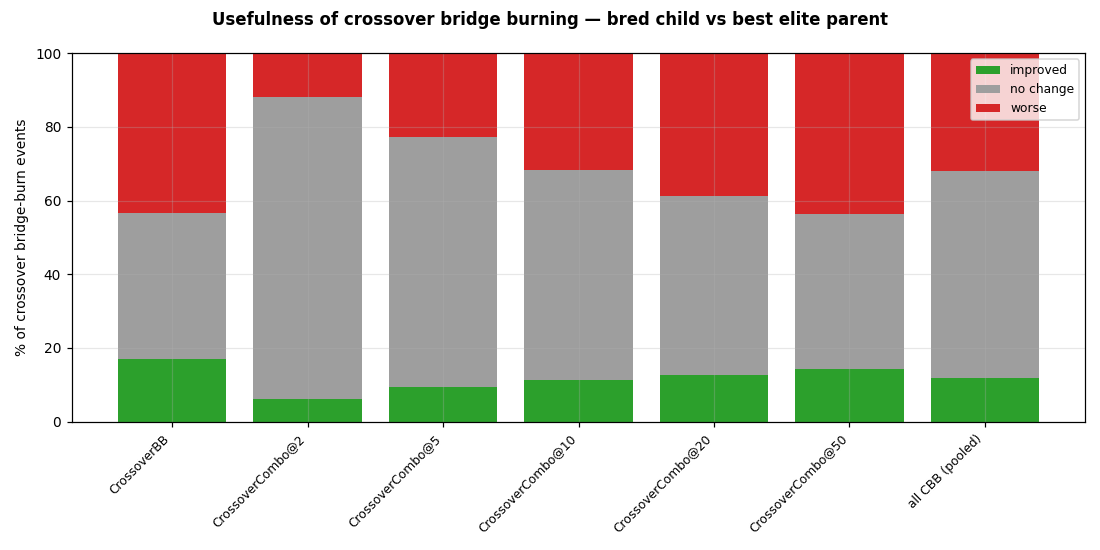 Usefulness of crossover bridge burning — bred child vs best elite parent
% of crossover bridge-burn events
100
80
60
40
20
0
improved
no change
worse
CrossoverBB
CrossoverCombo@2
CrossoverCombo@5
CrossoverCombo@10
CrossoverCombo@20
CrossoverCombo@50
all CBB (pooled)